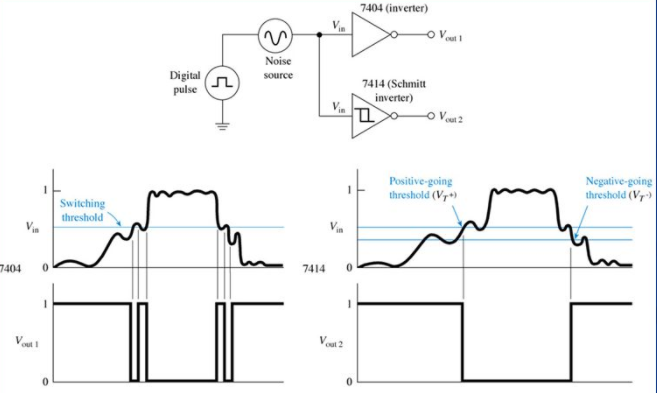 7404 (inverter)
Vin
Vout 1
Noise
source
Digital
pulse
7414 (Schmitt
inverter)
Vin
Vout 2
1
Switching
threshold
Vin
0
7404
1
Vout 1
0
1
Positive-going
threshold (VT+)
Negative-going
threshold (VT-)
Vin
0
7414
1
Vout 2
0